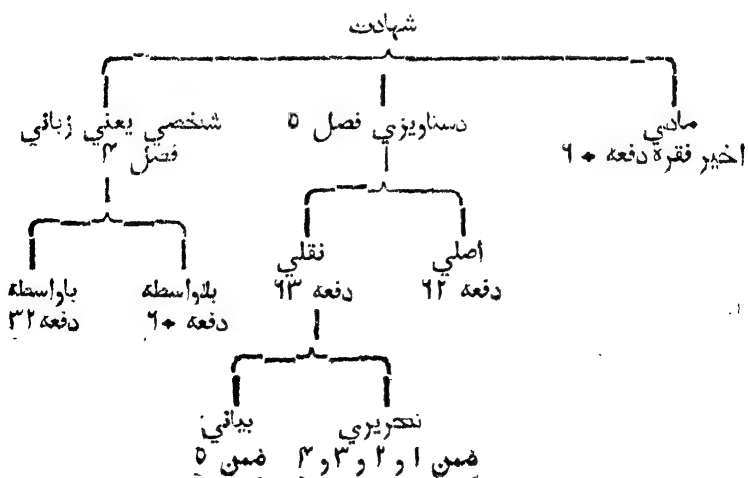 شهادت
مادي
اخير فقرة دفعه ۶۰
دستاويزي فصل ۵
شخصي يعني زباني
فصل ۴
اصلي
دفعه ۶۲
نقلي
دفعه ۶۳
بلاواسطه
دفعه ۶۰
باواسطه
دفعه ۳۲
تحريري
ضمن ۱ و ۲ و ۳ و ۴
بياني
ضمن ۵